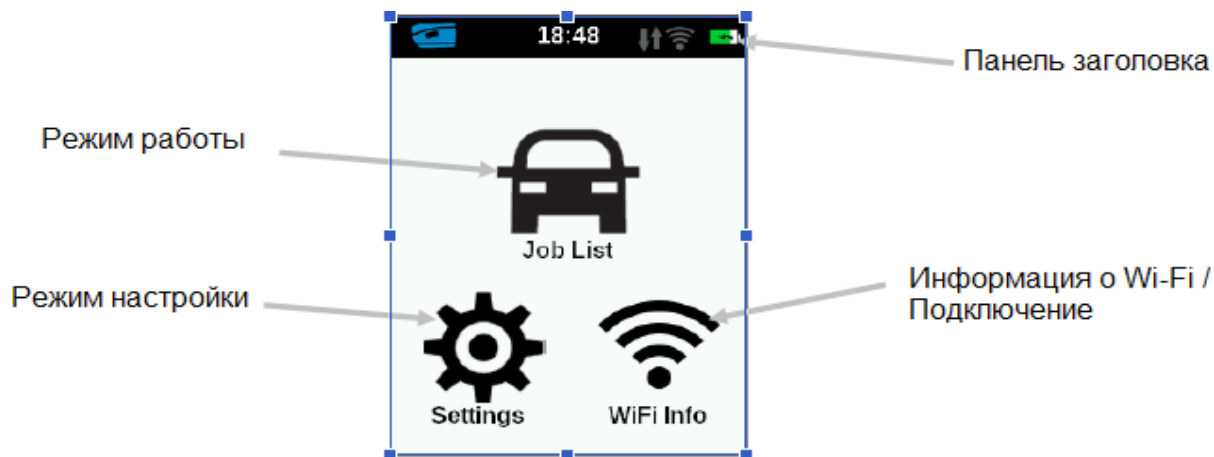 18:48
Панель заголовка
Режим работы
Job List
Режим настройки
Информация о Wi-Fi /
Подключение
Settings
WiFi Info